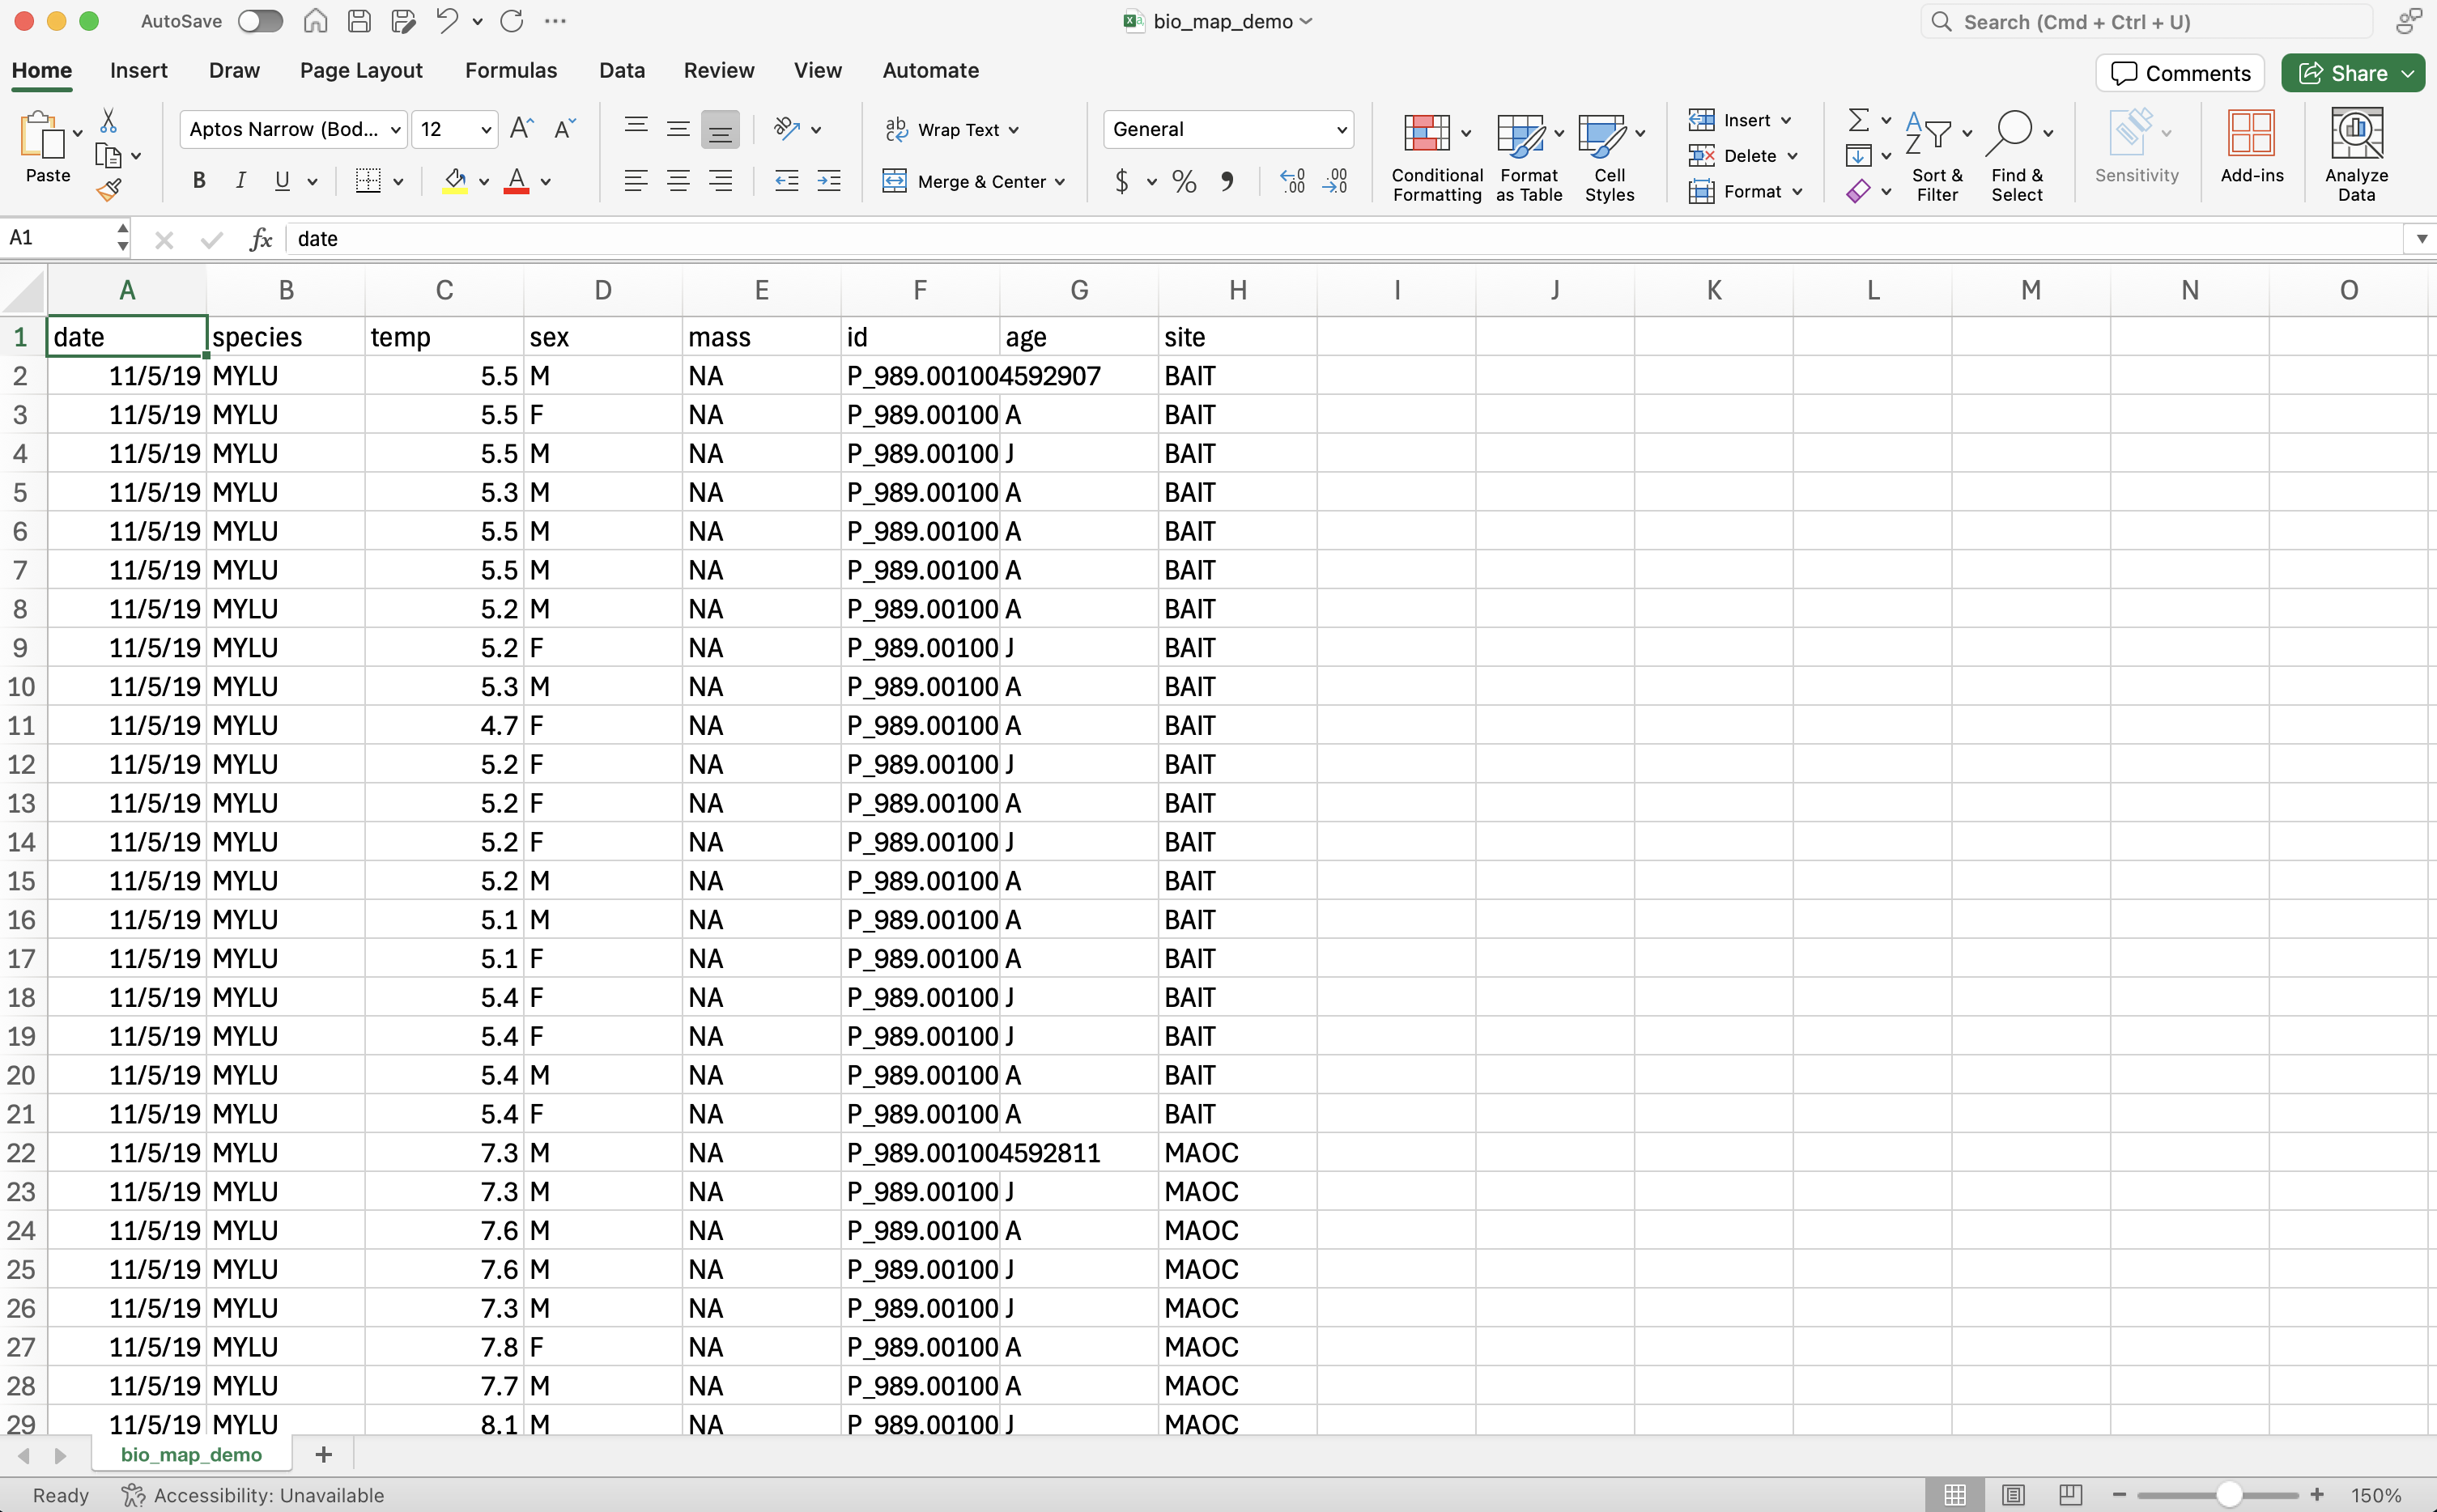 AutoSave bio_map_demo Search (Cmd + Ctrl + U)
Home Insert Draw Page Layout Formulas Data Review View Automate Comments Share
Paste Aptos Narrow (Bod... 12 Wrap Text General Conditional Formatting Format as Table Cell Styles Insert Delete Format Sort & Filter Find & Select Sensitivity Add-ins Analyze Data
B I U Merge & Center $ %
A1 fx date
A B C D E F G H I J K L M N O
1 date species temp sex mass id age site
2 11/5/19 MYLU 5.5 M NA P_989.001004592907 BAIT
3 11/5/19 MYLU 5.5 F NA P_989.00100 A BAIT
4 11/5/19 MYLU 5.5 M NA P_989.00100 J BAIT
5 11/5/19 MYLU 5.3 M NA P_989.00100 A BAIT
6 11/5/19 MYLU 5.5 M NA P_989.00100 A BAIT
7 11/5/19 MYLU 5.5 M NA P_989.00100 A BAIT
8 11/5/19 MYLU 5.2 M NA P_989.00100 A BAIT
9 11/5/19 MYLU 5.2 F NA P_989.00100 J BAIT
10 11/5/19 MYLU 5.3 M NA P_989.00100 A BAIT
11 11/5/19 MYLU 4.7 F NA P_989.00100 A BAIT
12 11/5/19 MYLU 5.2 F NA P_989.00100 J BAIT
13 11/5/19 MYLU 5.2 F NA P_989.00100 A BAIT
14 11/5/19 MYLU 5.2 F NA P_989.00100 J BAIT
15 11/5/19 MYLU 5.2 M NA P_989.00100 A BAIT
16 11/5/19 MYLU 5.1 M NA P_989.00100 A BAIT
17 11/5/19 MYLU 5.1 F NA P_989.00100 A BAIT
18 11/5/19 MYLU 5.4 F NA P_989.00100 J BAIT
19 11/5/19 MYLU 5.4 F NA P_989.00100 J BAIT
20 11/5/19 MYLU 5.4 M NA P_989.00100 A BAIT
21 11/5/19 MYLU 5.4 F NA P_989.00100 A BAIT
22 11/5/19 MYLU 7.3 M NA P_989.001004592811 MAOC
23 11/5/19 MYLU 7.3 M NA P_989.00100 J MAOC
24 11/5/19 MYLU 7.6 M NA P_989.00100 A MAOC
25 11/5/19 MYLU 7.6 M NA P_989.00100 J MAOC
26 11/5/19 MYLU 7.3 M NA P_989.00100 J MAOC
27 11/5/19 MYLU 7.8 F NA P_989.00100 A MAOC
28 11/5/19 MYLU 7.7 M NA P_989.00100 A MAOC
29 11/5/19 MYLU 8.1 M NA P_989.00100 J MAOC
bio_map_demo
Ready Accessibility: Unavailable 150%